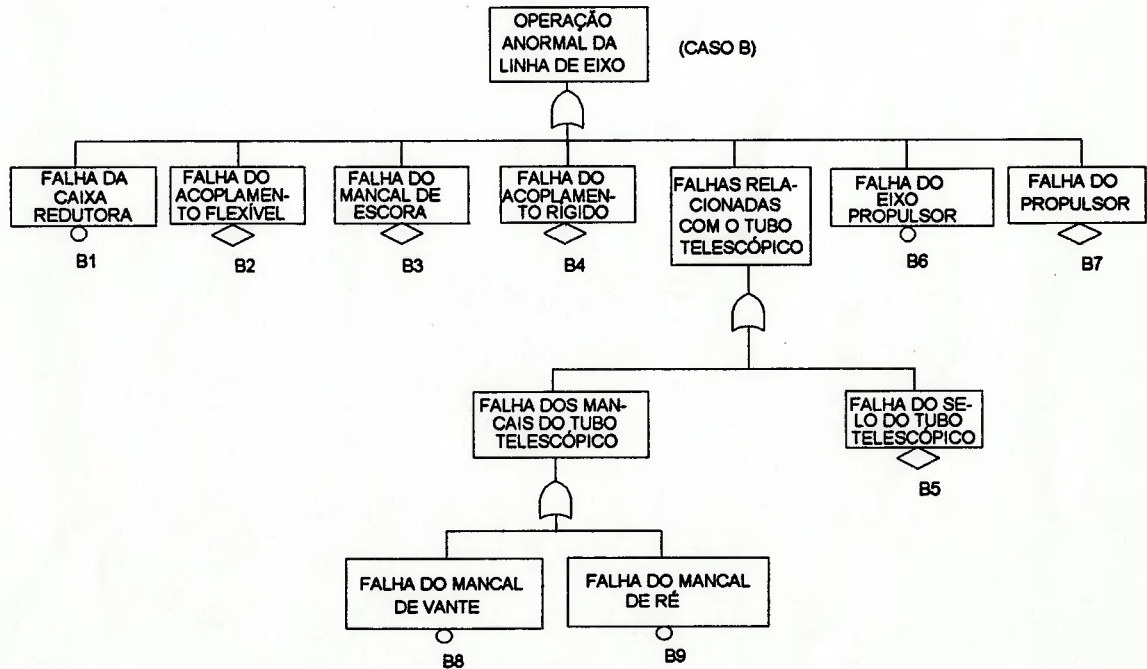 OPERAÇÃO
ANORMAL DA
LINHA DE EIXO
(CASO B)
FALHA DA
CAIXA
REDUTORA
B1
FALHA DO
ACOPLAMEN-
TO FLEXÍVEL
B2
FALHA DO
MANCAL DE
ESCORA
B3
FALHA DO
ACOPLAMEN-
TO RÍGIDO
B4
FALHAS RELA-
CIONADAS
COM O TUBO
TELESCÓPICO
FALHA DO
EIXO
PROPULSOR
B6
FALHA DO
PROPULSOR
B7
FALHA DOS MAN-
CAIS DO TUBO
TELESCÓPICO
FALHA DO SE-
LO DO TUBO
TELESCÓPICO
B5
FALHA DO MANCAL
DE VANTE
B8
FALHA DO MANCAL
DE RÉ
B9